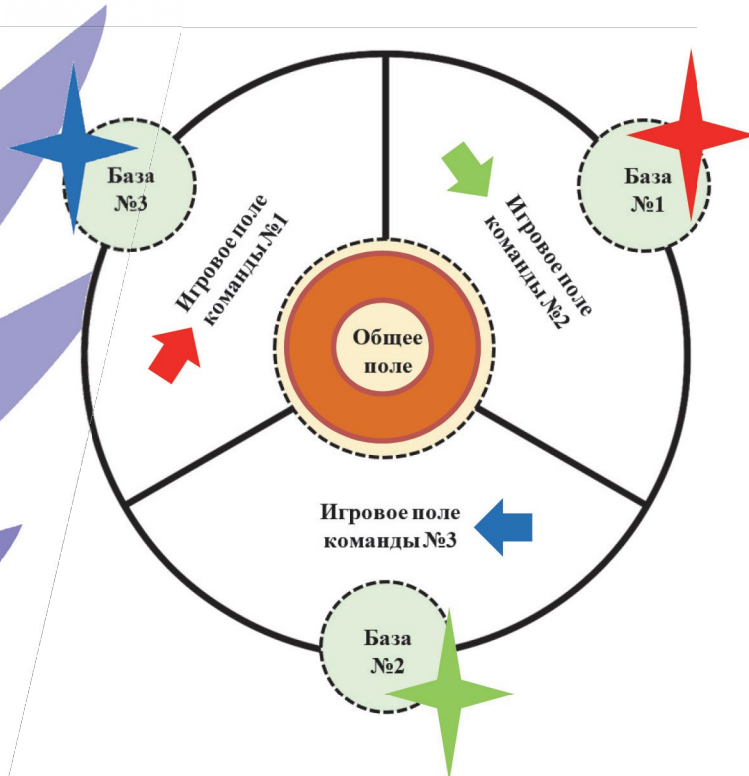 База
№3
База
№1
Игровое поле
команды №1
Игровое поле
команды №2
Общее
поле
Игровое поле
команды №3
База
№2